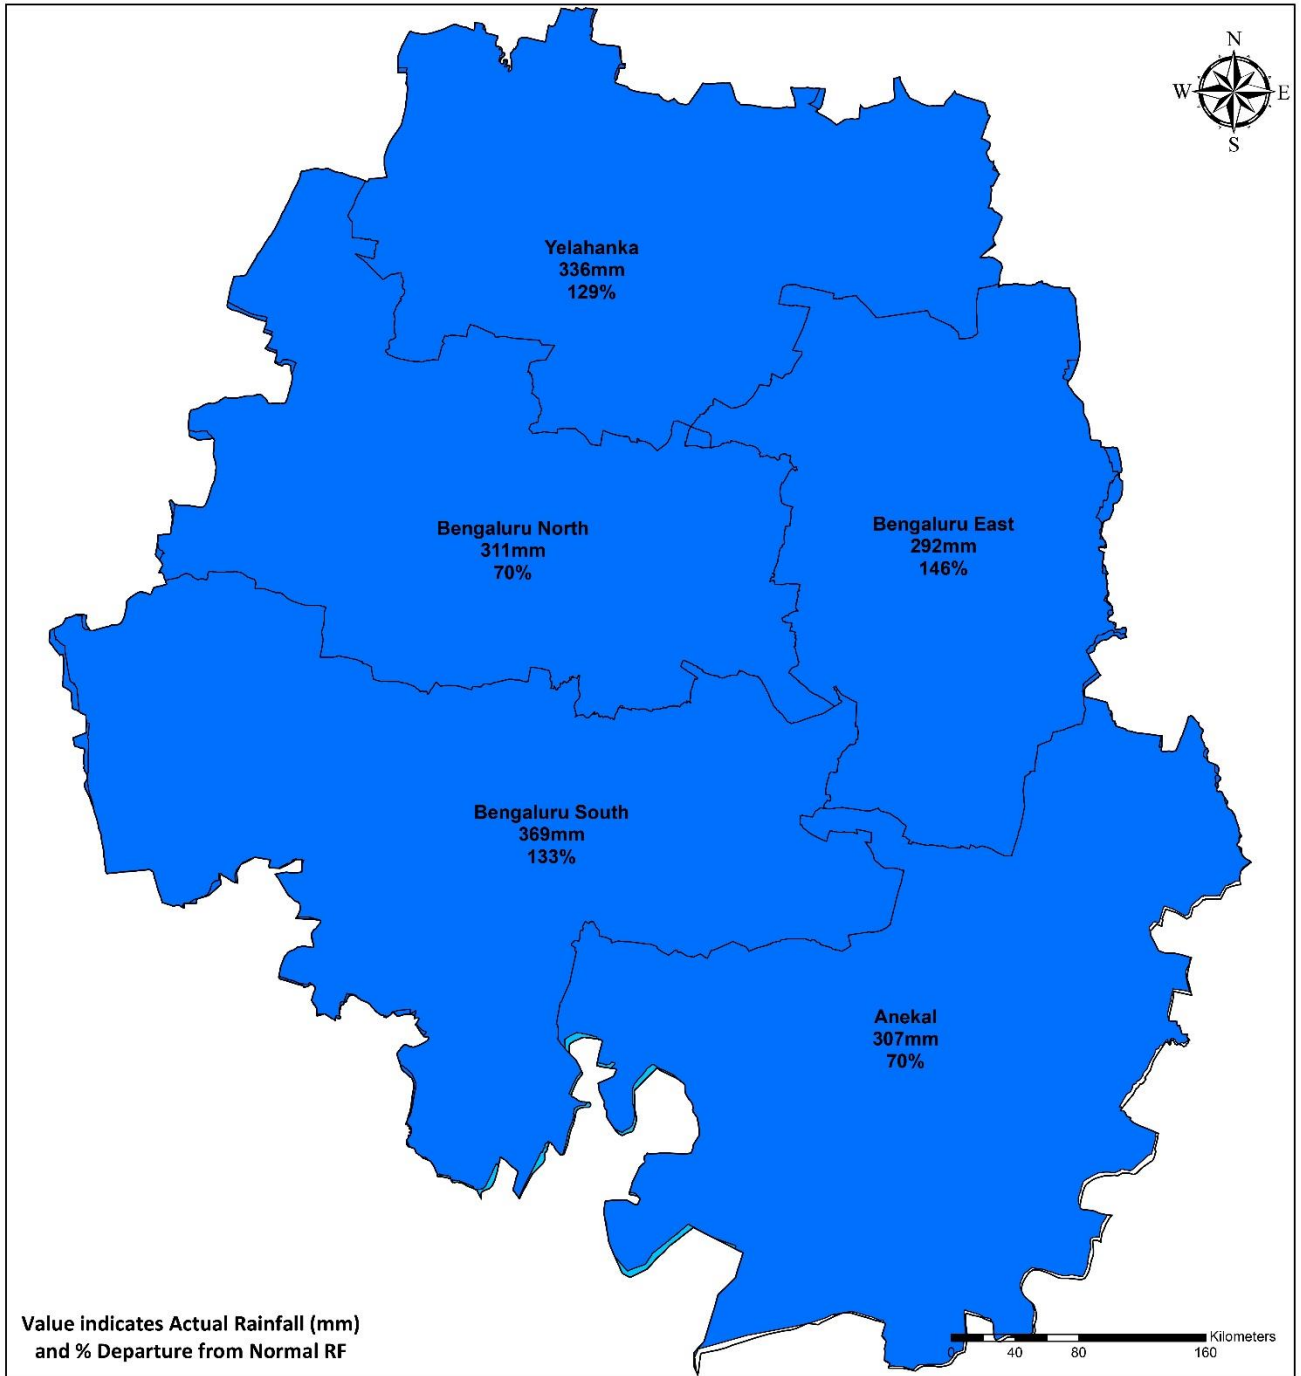 N
W E
S
Yelahanka
336mm
129%
Bengaluru North
311mm
70%
Bengaluru East
292mm
146%
Bengaluru South
369mm
133%
Anekal
307mm
70%
Value indicates Actual Rainfall (mm)
and % Departure from Normal RF
Kilometers
0 40 80 160